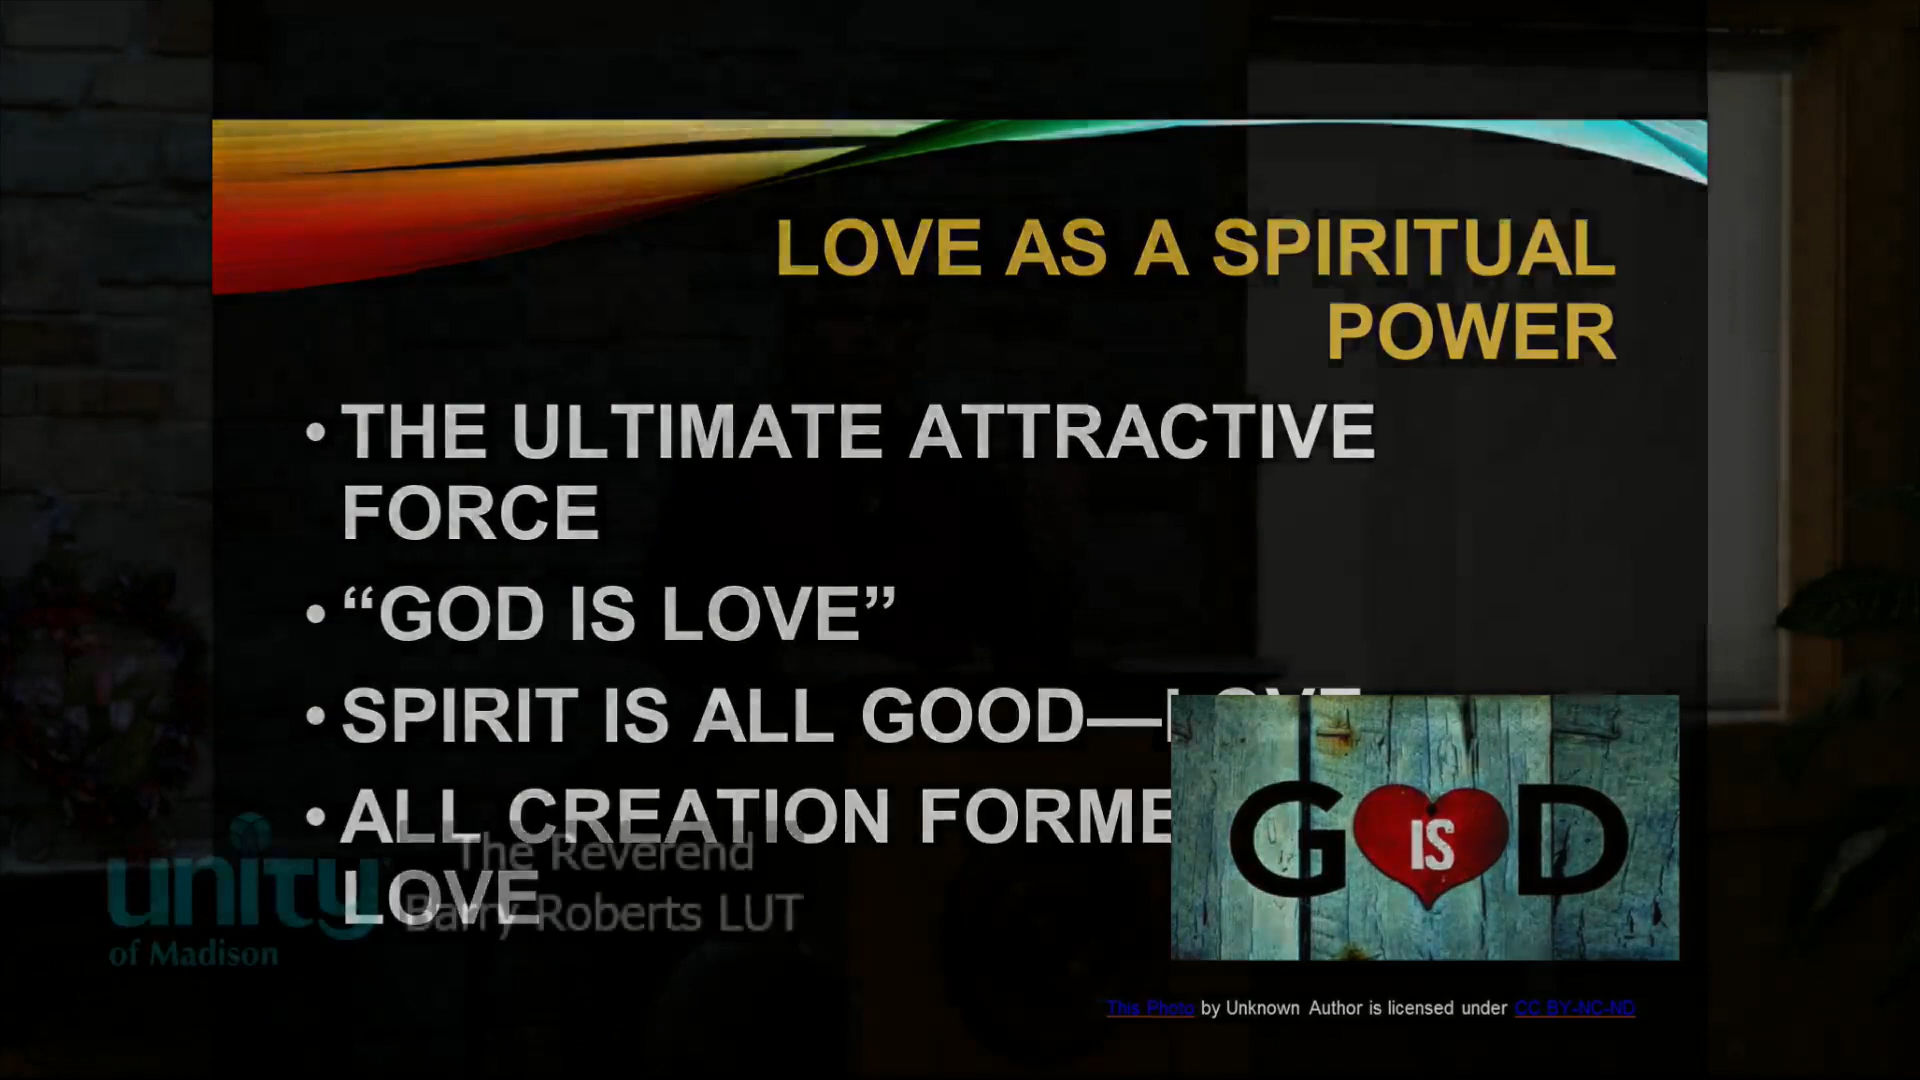 LOVE AS A SPIRITUAL
POWER
• THE ULTIMATE ATTRACTIVE
FORCE
• “GOD IS LOVE”
• SPIRIT IS ALL GOOD—LOVE
• ALL CREATION FORME
LOVE
G IS D
unity
of Madison
The Reverend
Barry Roberts LUT
This Photo by Unknown Author is licensed under CC BY-NC-ND